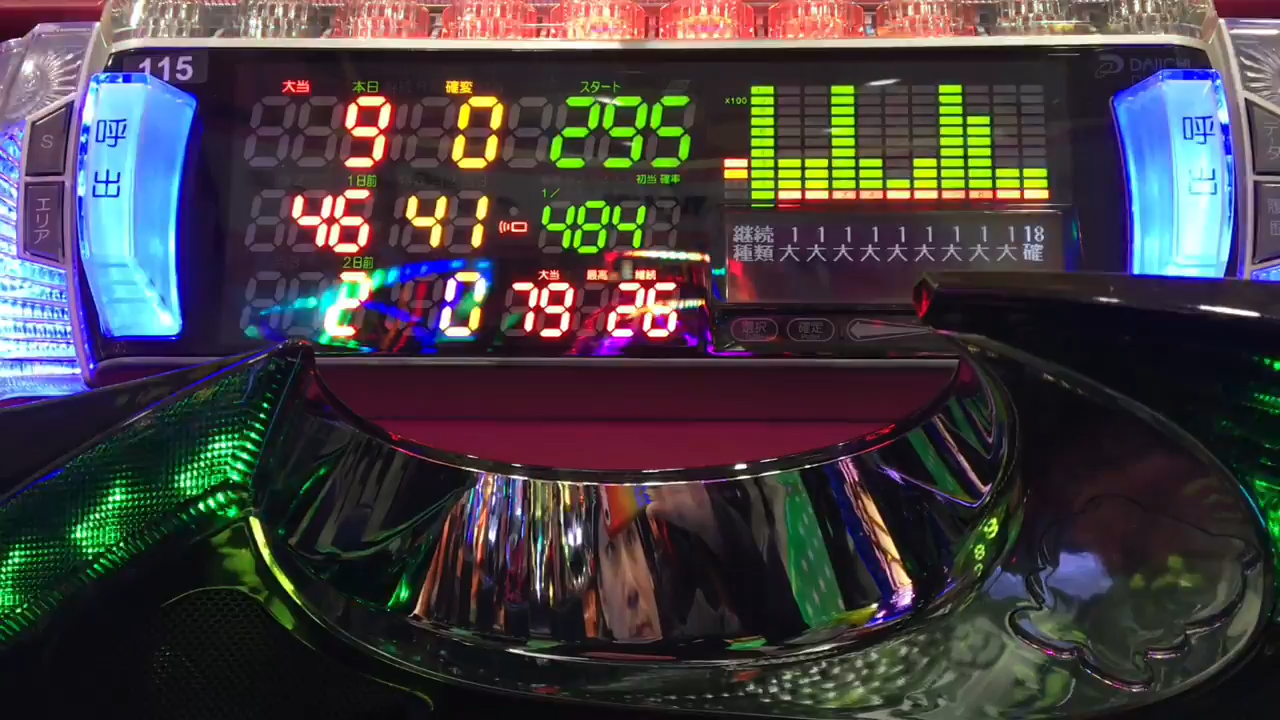 115
DAIICHI
大当 本日 確変 スタート
9 0 295
x100
1日前 初当 確率
46 41 1/484
2日前 大当 最高 継続
2 0 79 26
継続 1 1 1 1 1 1 1 1 1 18
種類 大 大 大 大 大 大 大 大 大 確
選択 確定
呼出
呼出
S
エリア